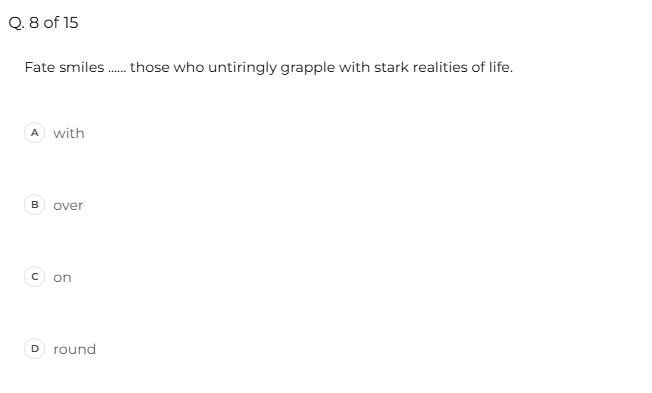 Q. 8 of 15
Fate smiles ...... those who untiringly grapple with stark realities of life.
A with
B over
C on
D round